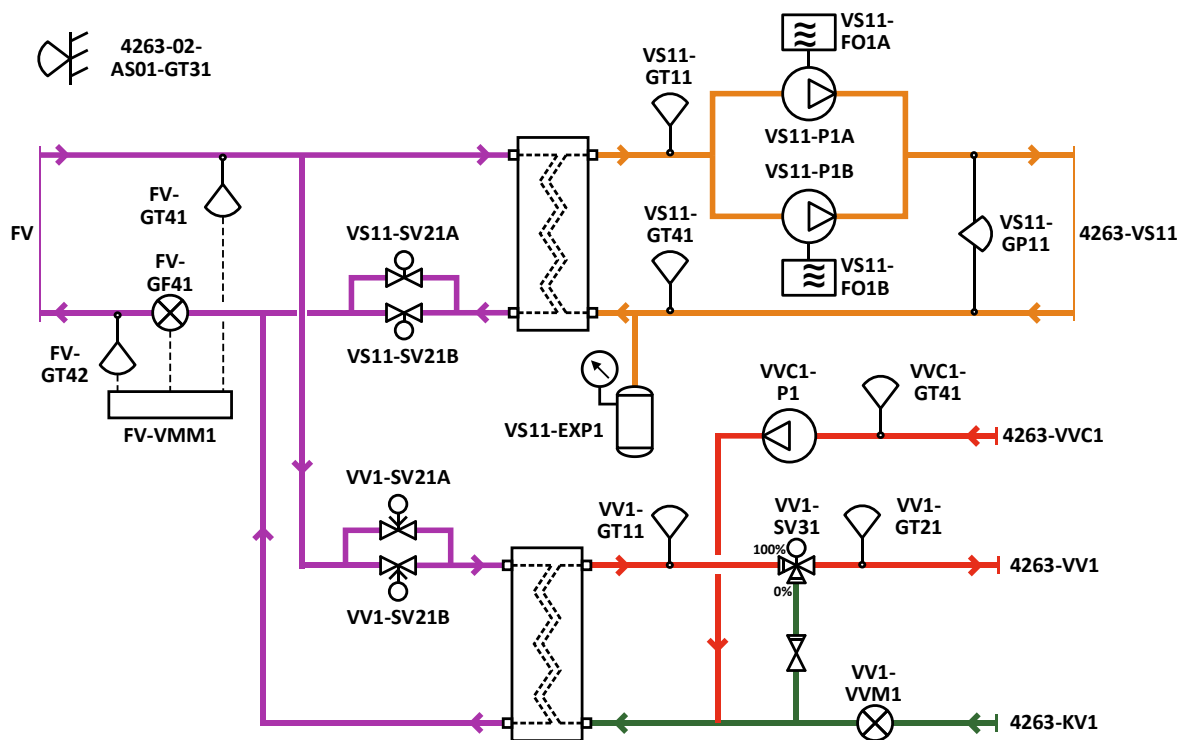 4263-02-
AS01-GT31
VS11-
GT11
VS11-
FO1A
VS11-P1A
VS11-P1B
FV-
GT41
FV
FV-
GF41
VS11-SV21A
VS11-SV21B
VS11-
GT41
VS11-
FO1B
VS11-
GP11
4263-VS11
FV-
GT42
FV-VMM1
VS11-EXP1
VVC1-
P1
VVC1-
GT41
4263-VVC1
VV1-SV21A
VV1-SV21B
VV1-
GT11
VV1-
SV31
100%
0%
VV1-
GT21
4263-VV1
VV1-
VVM1
4263-KV1